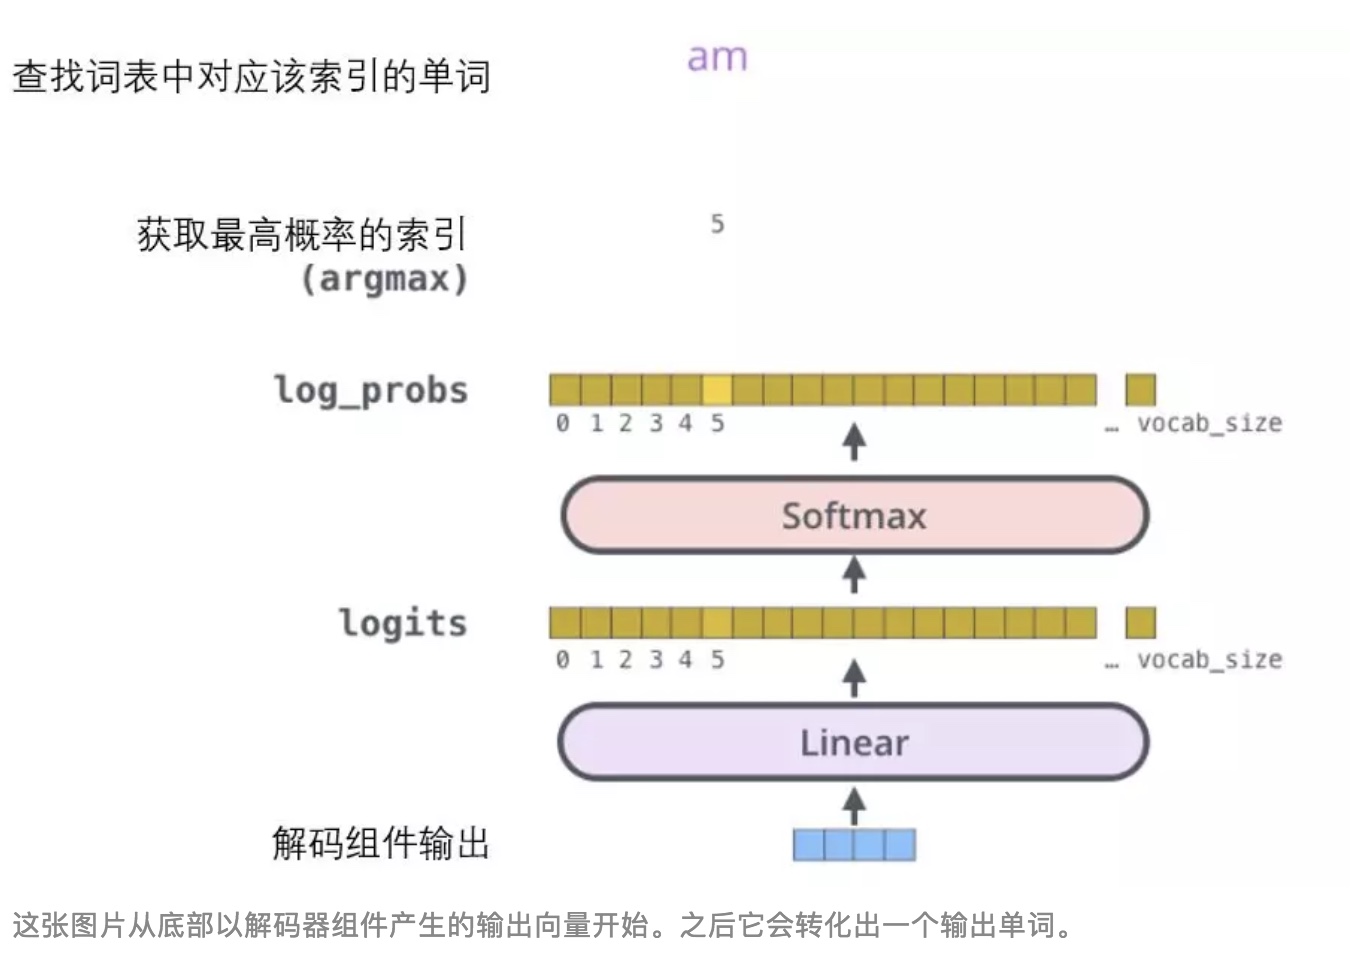 查找词表中对应该索引的单词
am
获取最高概率的索引
(argmax)
5
log_probs
0 1 2 3 4 5 … vocab_size
Softmax
logits
0 1 2 3 4 5 … vocab_size
Linear
解码组件输出
这张图片从底部以解码器组件产生的输出向量开始。之后它会转化出一个输出单词。